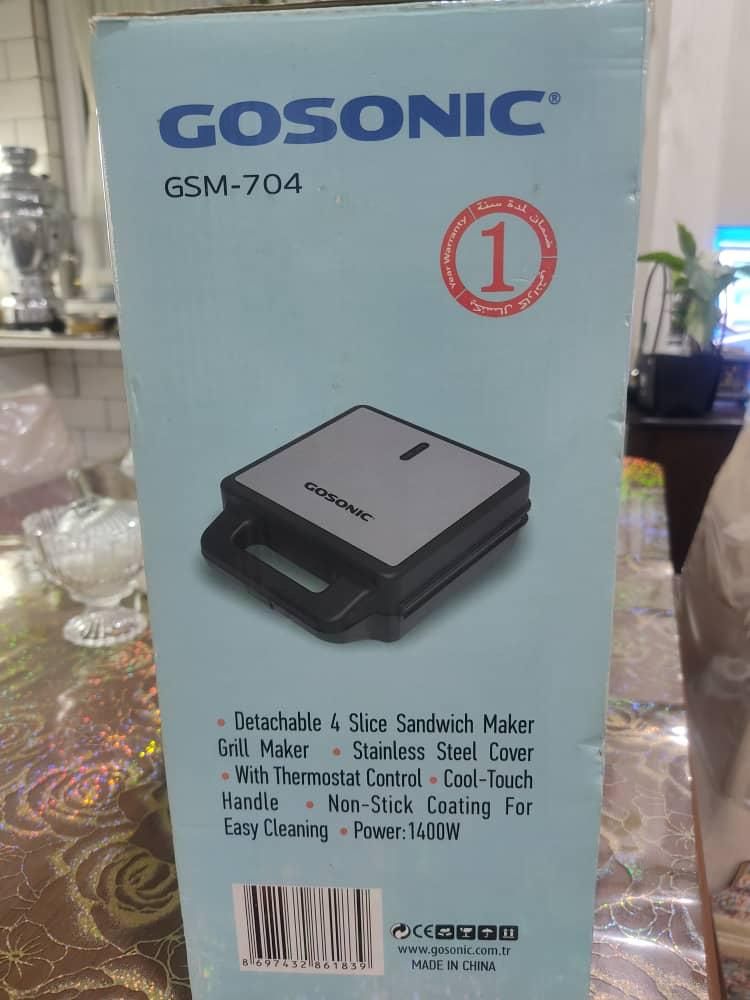 GOSONIC®
GSM-704
ضمان لمدة سنة
Year Warranty
1
GOSONIC
• Detachable 4 Slice Sandwich Maker
Grill Maker • Stainless Steel Cover
• With Thermostat Control • Cool-Touch
Handle • Non-Stick Coating For
Easy Cleaning • Power:1400W
8 697432 861839
CE
www.gosonic.com.tr
MADE IN CHINA